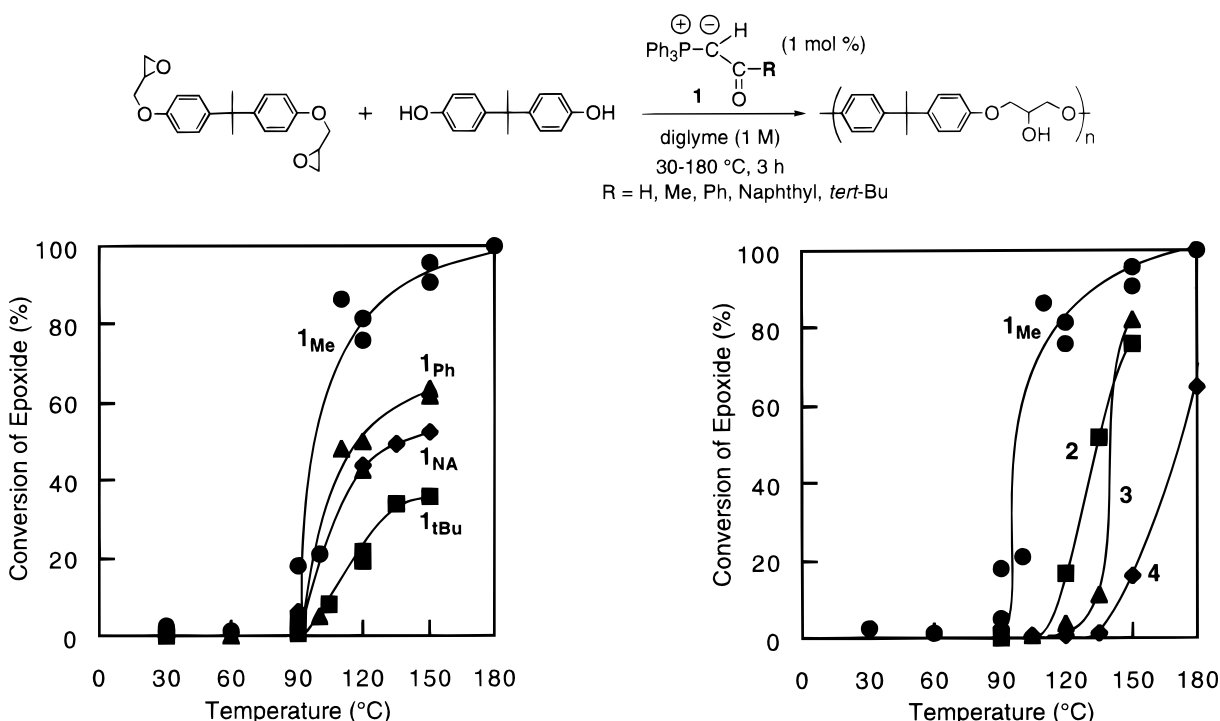 ⊕ ⊖ H
Ph3P–C (1 mol %)
C–R
1 O
O
O
HO OH
O
O
+
diglyme (1 M)
30-180 °C, 3 h
R = H, Me, Ph, Naphthyl, tert-Bu
O O
OH
n
Conversion of Epoxide (%)
100
80
60
40
20
0
1Me
1Ph
1NA
1tBu
0 30 60 90 120 150 180
Temperature (°C)
Conversion of Epoxide (%)
100
80
60
40
20
0
1Me
2
3
4
0 30 60 90 120 150 180
Temperature (°C)